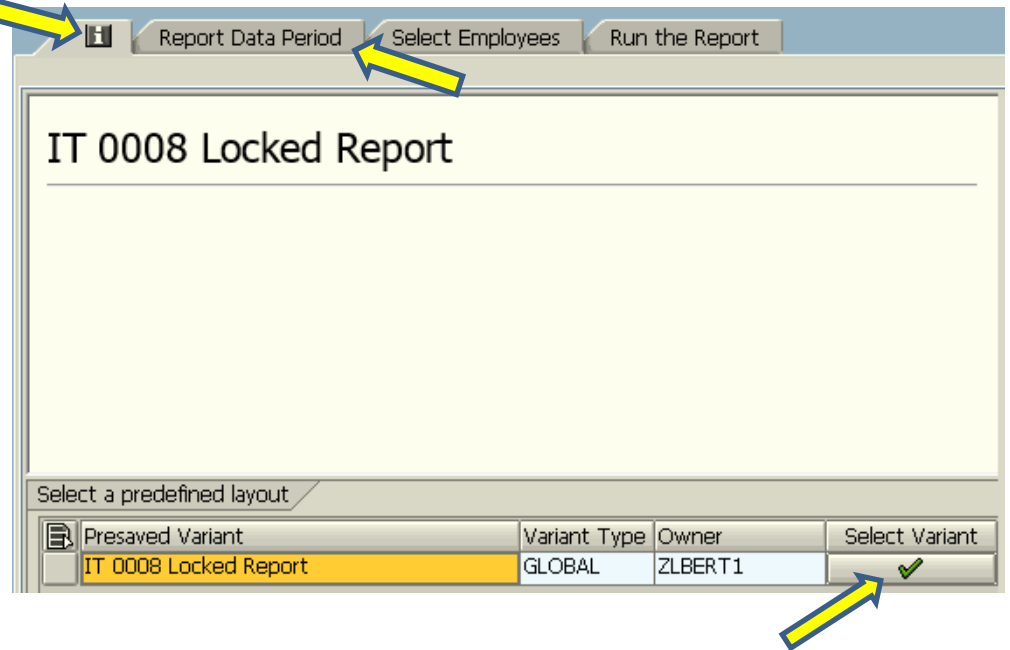 Report Data Period Select Employees Run the Report
IT 0008 Locked Report
Select a predefined layout
Presaved Variant Variant Type Owner Select Variant
IT 0008 Locked Report GLOBAL ZLBERT1